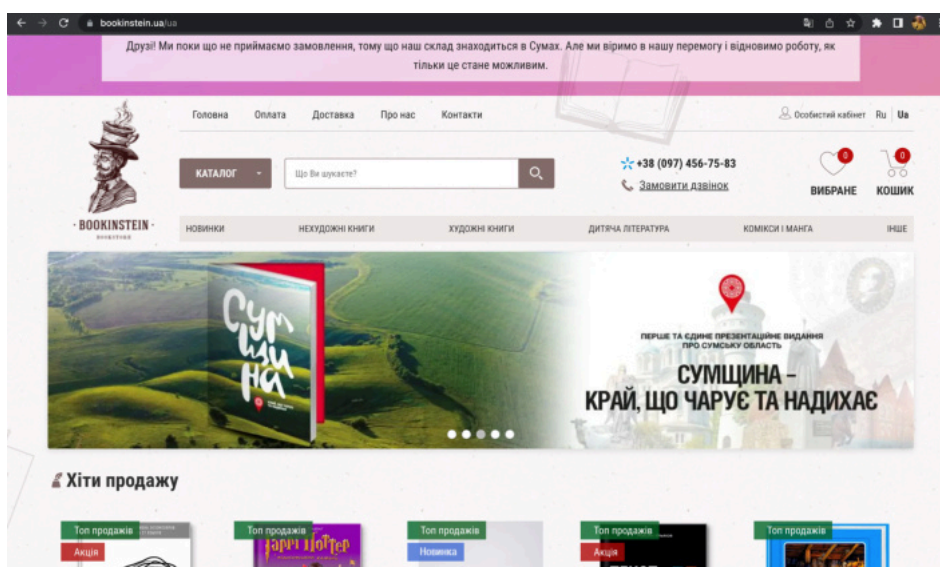 bookinstein.ua/ua
Друзі! Ми поки що не приймаємо замовлення, тому що наш склад знаходиться в Сумах. Але ми віримо в нашу перемогу і відновимо роботу, як
тільки це стане можливим.
Головна Оплата Доставка Про нас Контакти
Особистий кабінет Ru Ua
КАТАЛОГ
Що Ви шукаєте?
+38 (097) 456-75-83
Замовити дзвінок
0
ВИБРАНЕ
0
КОШИК
· BOOKINSTEIN ·
BOOKSTORE
НОВИНКИ НЕХУДОЖНІ КНИГИ ХУДОЖНІ КНИГИ ДИТЯЧА ЛІТЕРАТУРА КОМІКСИ І МАНГА ІНШЕ
Сум
щи
на
ПЕРШЕ ТА ЄДИНЕ ПРЕЗЕНТАЦІЙНЕ ВИДАННЯ
ПРО СУМСЬКУ ОБЛАСТЬ
СУМЩИНА –
КРАЙ, ЩО ЧАРУЄ ТА НАДИХАЄ
Хіти продажу
Топ продажів
Акція
Топ продажів
Гаррі Поттер
Топ продажів
Новинка
Топ продажів
Акція
Топ продажів